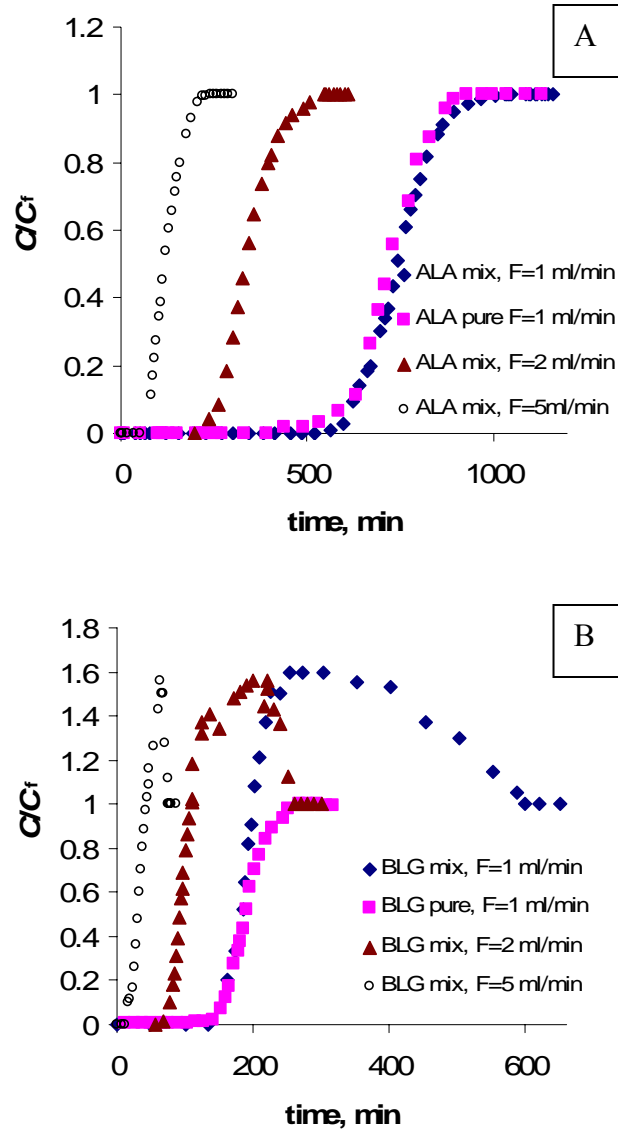 A
1.2
1
0.8
0.6
0.4
0.2
0
C/Cf
ALA mix, F=1 ml/min
ALA pure F=1 ml/min
ALA mix, F=2 ml/min
ALA mix, F=5ml/min
0 500 1000
time, min
B
1.8
1.6
1.4
1.2
1
0.8
0.6
0.4
0.2
0
C/Cf
BLG mix, F=1 ml/min
BLG pure, F=1 ml/min
BLG mix, F=2 ml/min
BLG mix, F=5 ml/min
0 200 400 600
time, min